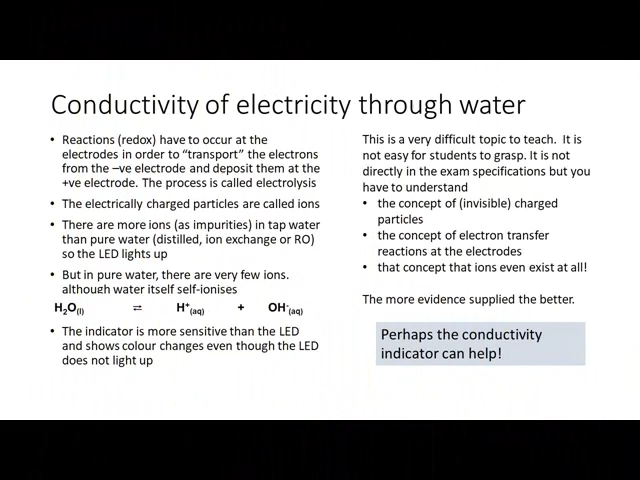 Conductivity of electricity through water
• Reactions (redox) have to occur at the
electrodes in order to “transport” the electrons
from the –ve electrode and deposit them at the
+ve electrode. The process is called electrolysis
• The electrically charged particles are called ions
• There are more ions (as impurities) in tap water
than pure water (distilled, ion exchange or RO)
so the LED lights up
• But in pure water, there are very few ions.
although water itself self-ionises
H₂O(l) ⇌ H⁺(aq) + OH⁻(aq)
• The indicator is more sensitive than the LED
and shows colour changes even though the LED
does not light up
This is a very difficult topic to teach. It is
not easy for students to grasp. It is not
directly in the exam specifications but you
have to understand
• the concept of (invisible) charged
particles
• the concept of electron transfer
reactions at the electrodes
• that concept that ions even exist at all!
The more evidence supplied the better.
Perhaps the conductivity
indicator can help!